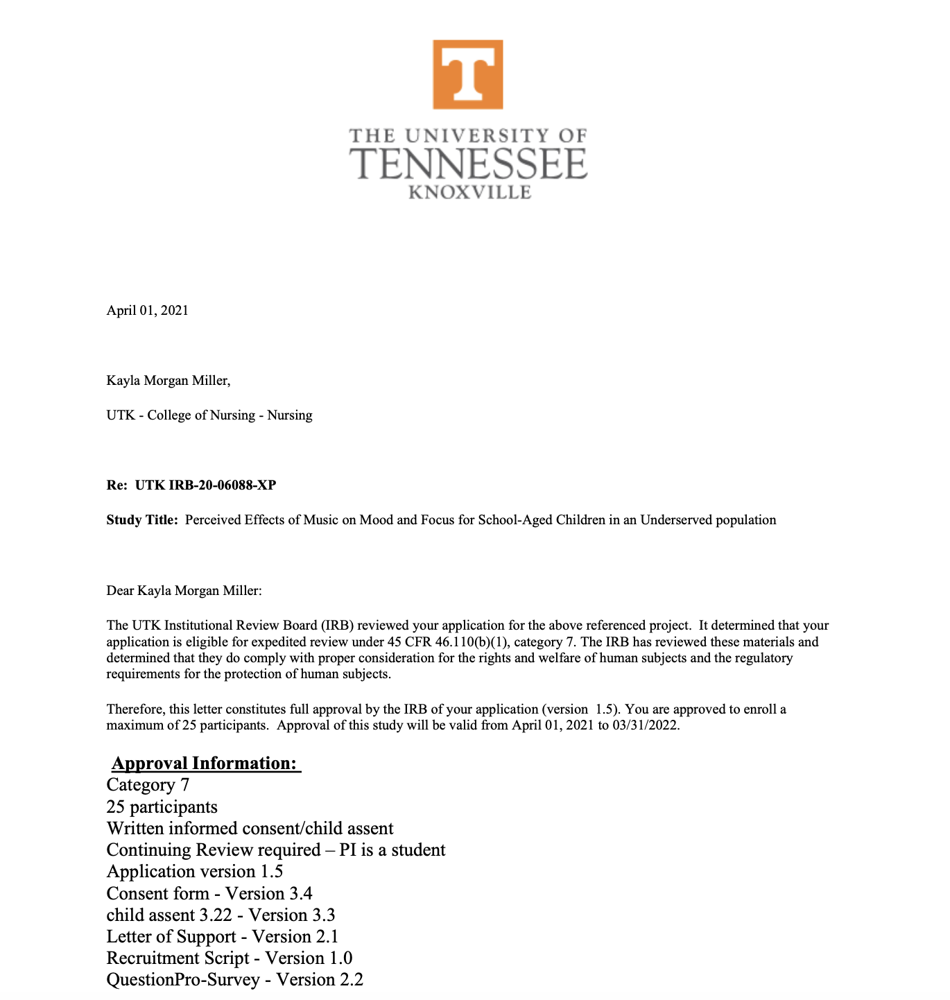 T
THE UNIVERSITY OF
TENNESSEE
KNOXVILLE
April 01, 2021
Kayla Morgan Miller,
UTK - College of Nursing - Nursing
Re:  UTK IRB-20-06088-XP
Study Title:  Perceived Effects of Music on Mood and Focus for School-Aged Children in an Underserved population
Dear Kayla Morgan Miller:
The UTK Institutional Review Board (IRB) reviewed your application for the above referenced project.  It determined that your
application is eligible for expedited review under 45 CFR 46.110(b)(1), category 7. The IRB has reviewed these materials and
determined that they do comply with proper consideration for the rights and welfare of human subjects and the regulatory
requirements for the protection of human subjects.
Therefore, this letter constitutes full approval by the IRB of your application (version  1.5). You are approved to enroll a
maximum of 25 participants.  Approval of this study will be valid from April 01, 2021 to 03/31/2022.
Approval Information:
Category 7
25 participants
Written informed consent/child assent
Continuing Review required – PI is a student
Application version 1.5
Consent form - Version 3.4
child assent 3.22 - Version 3.3
Letter of Support - Version 2.1
Recruitment Script - Version 1.0
QuestionPro-Survey - Version 2.2